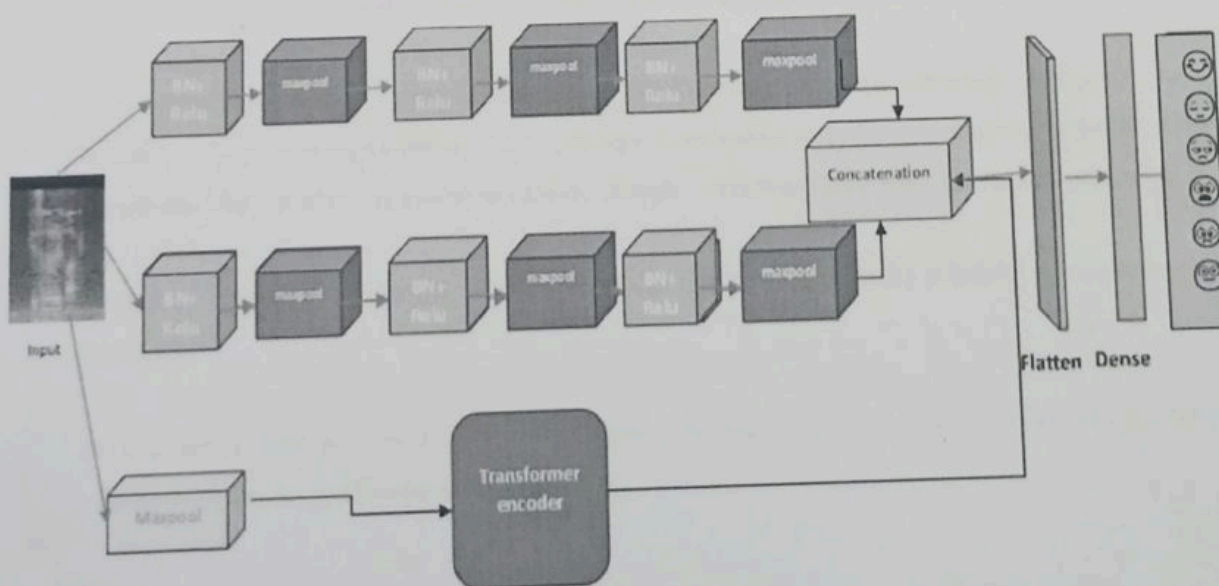 BN+
Relu
maxpool
BN+
Relu
maxpool
BN+
Relu
maxpool
Concatenation
Input
BN+
Relu
maxpool
BN+
Relu
maxpool
BN+
Relu
maxpool
Flatten Dense
Maxpool
Transformer
encoder